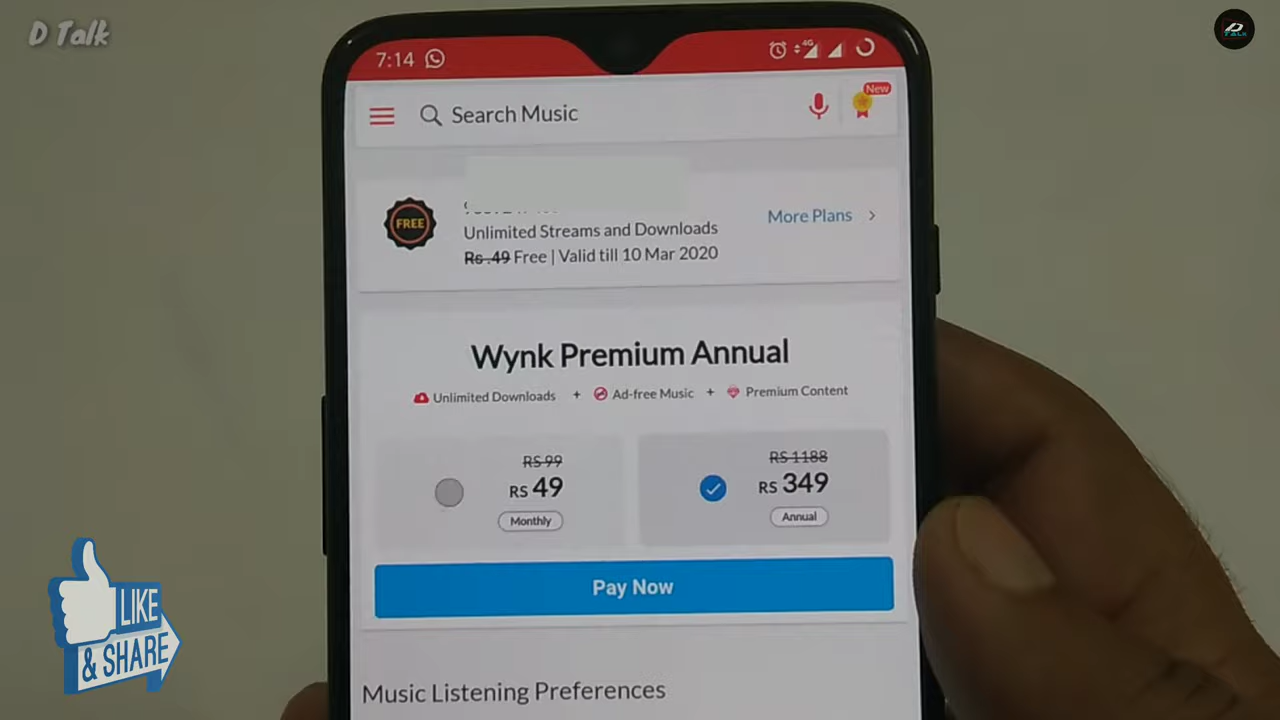 D Talk
7:14
4G
Search Music
New
FREE
Unlimited Streams and Downloads
More Plans
Rs .49 Free | Valid till 10 Mar 2020
Wynk Premium Annual
Unlimited Downloads + Ad-free Music + Premium Content
RS 99
RS 49
Monthly
RS 1188
RS 349
Annual
Pay Now
LIKE
& SHARE
Music Listening Preferences